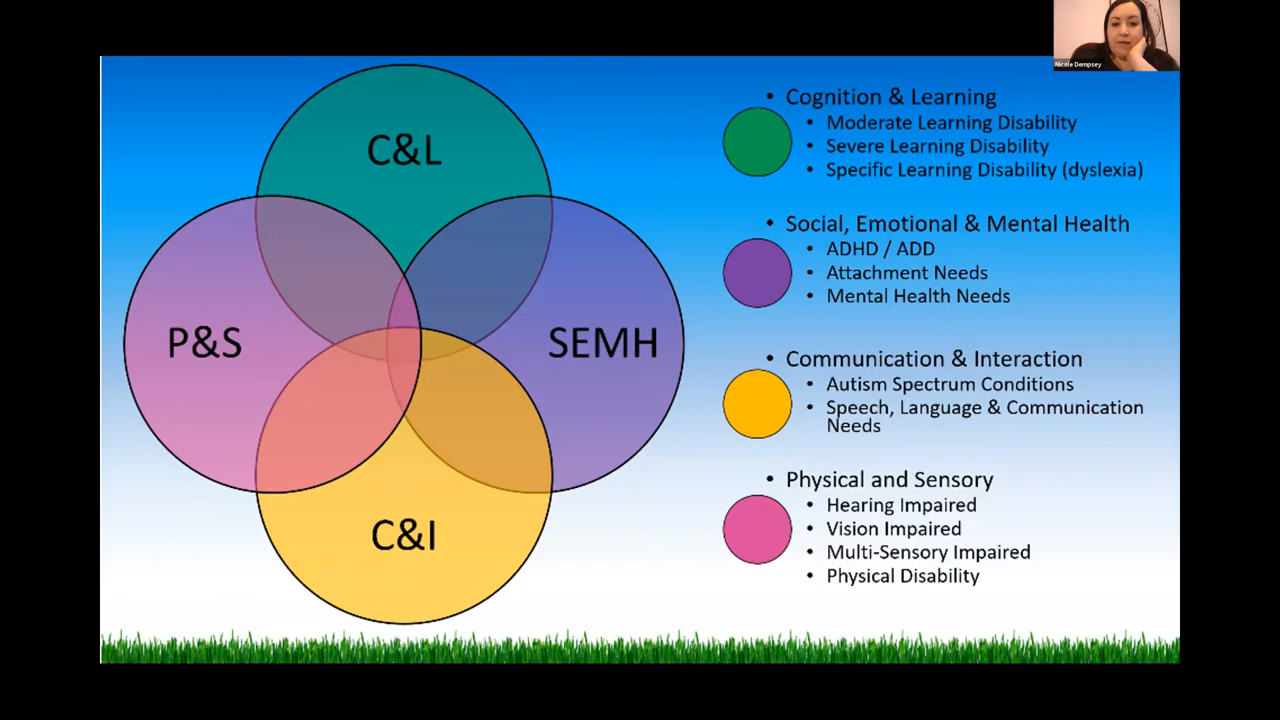 Nicole Dempsey
C&L
P&S
SEMH
C&I
• Cognition & Learning
• Moderate Learning Disability
• Severe Learning Disability
• Specific Learning Disability (dyslexia)
• Social, Emotional & Mental Health
• ADHD / ADD
• Attachment Needs
• Mental Health Needs
• Communication & Interaction
• Autism Spectrum Conditions
• Speech, Language & Communication
Needs
• Physical and Sensory
• Hearing Impaired
• Vision Impaired
• Multi-Sensory Impaired
• Physical Disability